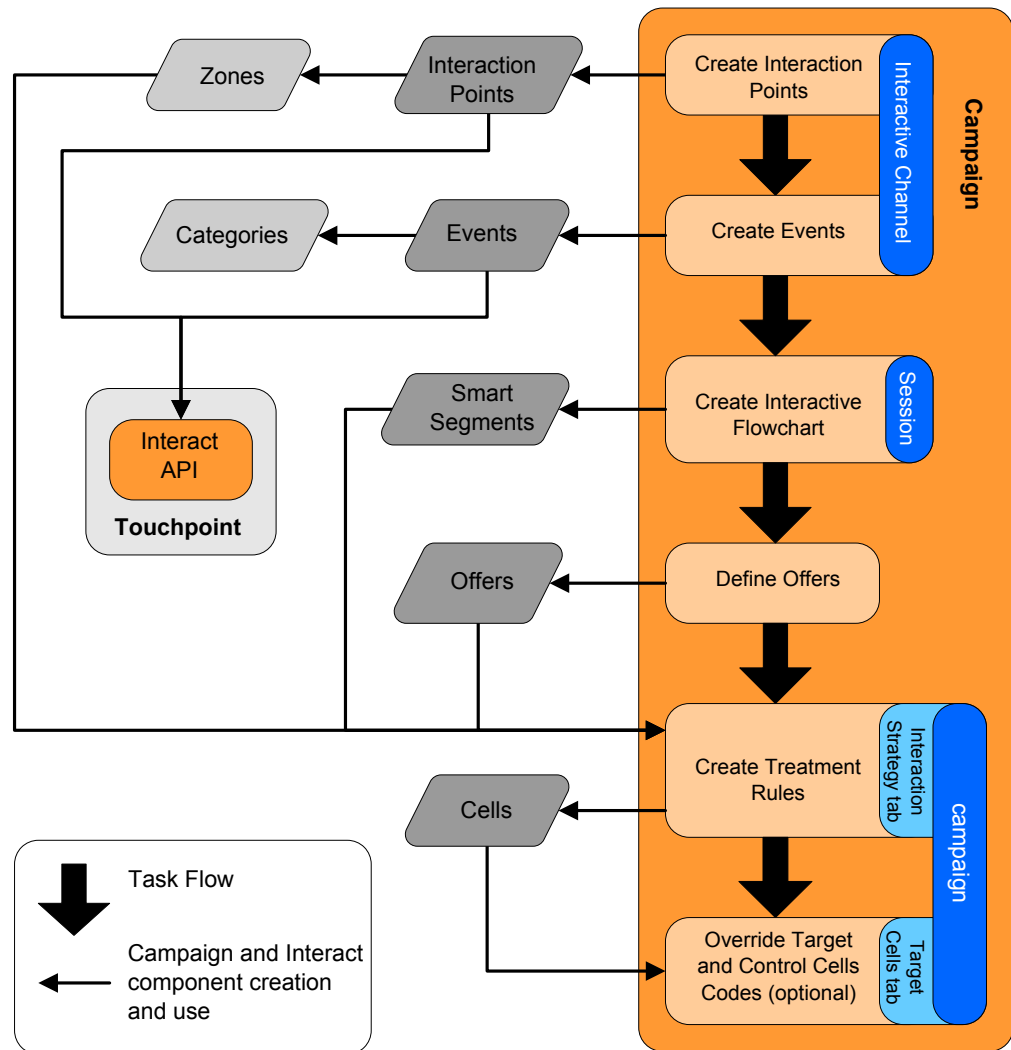 Zones
Interaction
Points
Create Interaction
Points
Interactive Channel
Campaign
Categories
Events
Create Events
Smart
Segments
Create Interactive
Flowchart
Session
Interact
API
Touchpoint
Offers
Define Offers
Create Treatment
Rules
Interaction
Strategy tab
campaign
Cells
Override Target
and Control Cells
Codes (optional)
Target
Cells tab
Task Flow
Campaign and Interact
component creation
and use